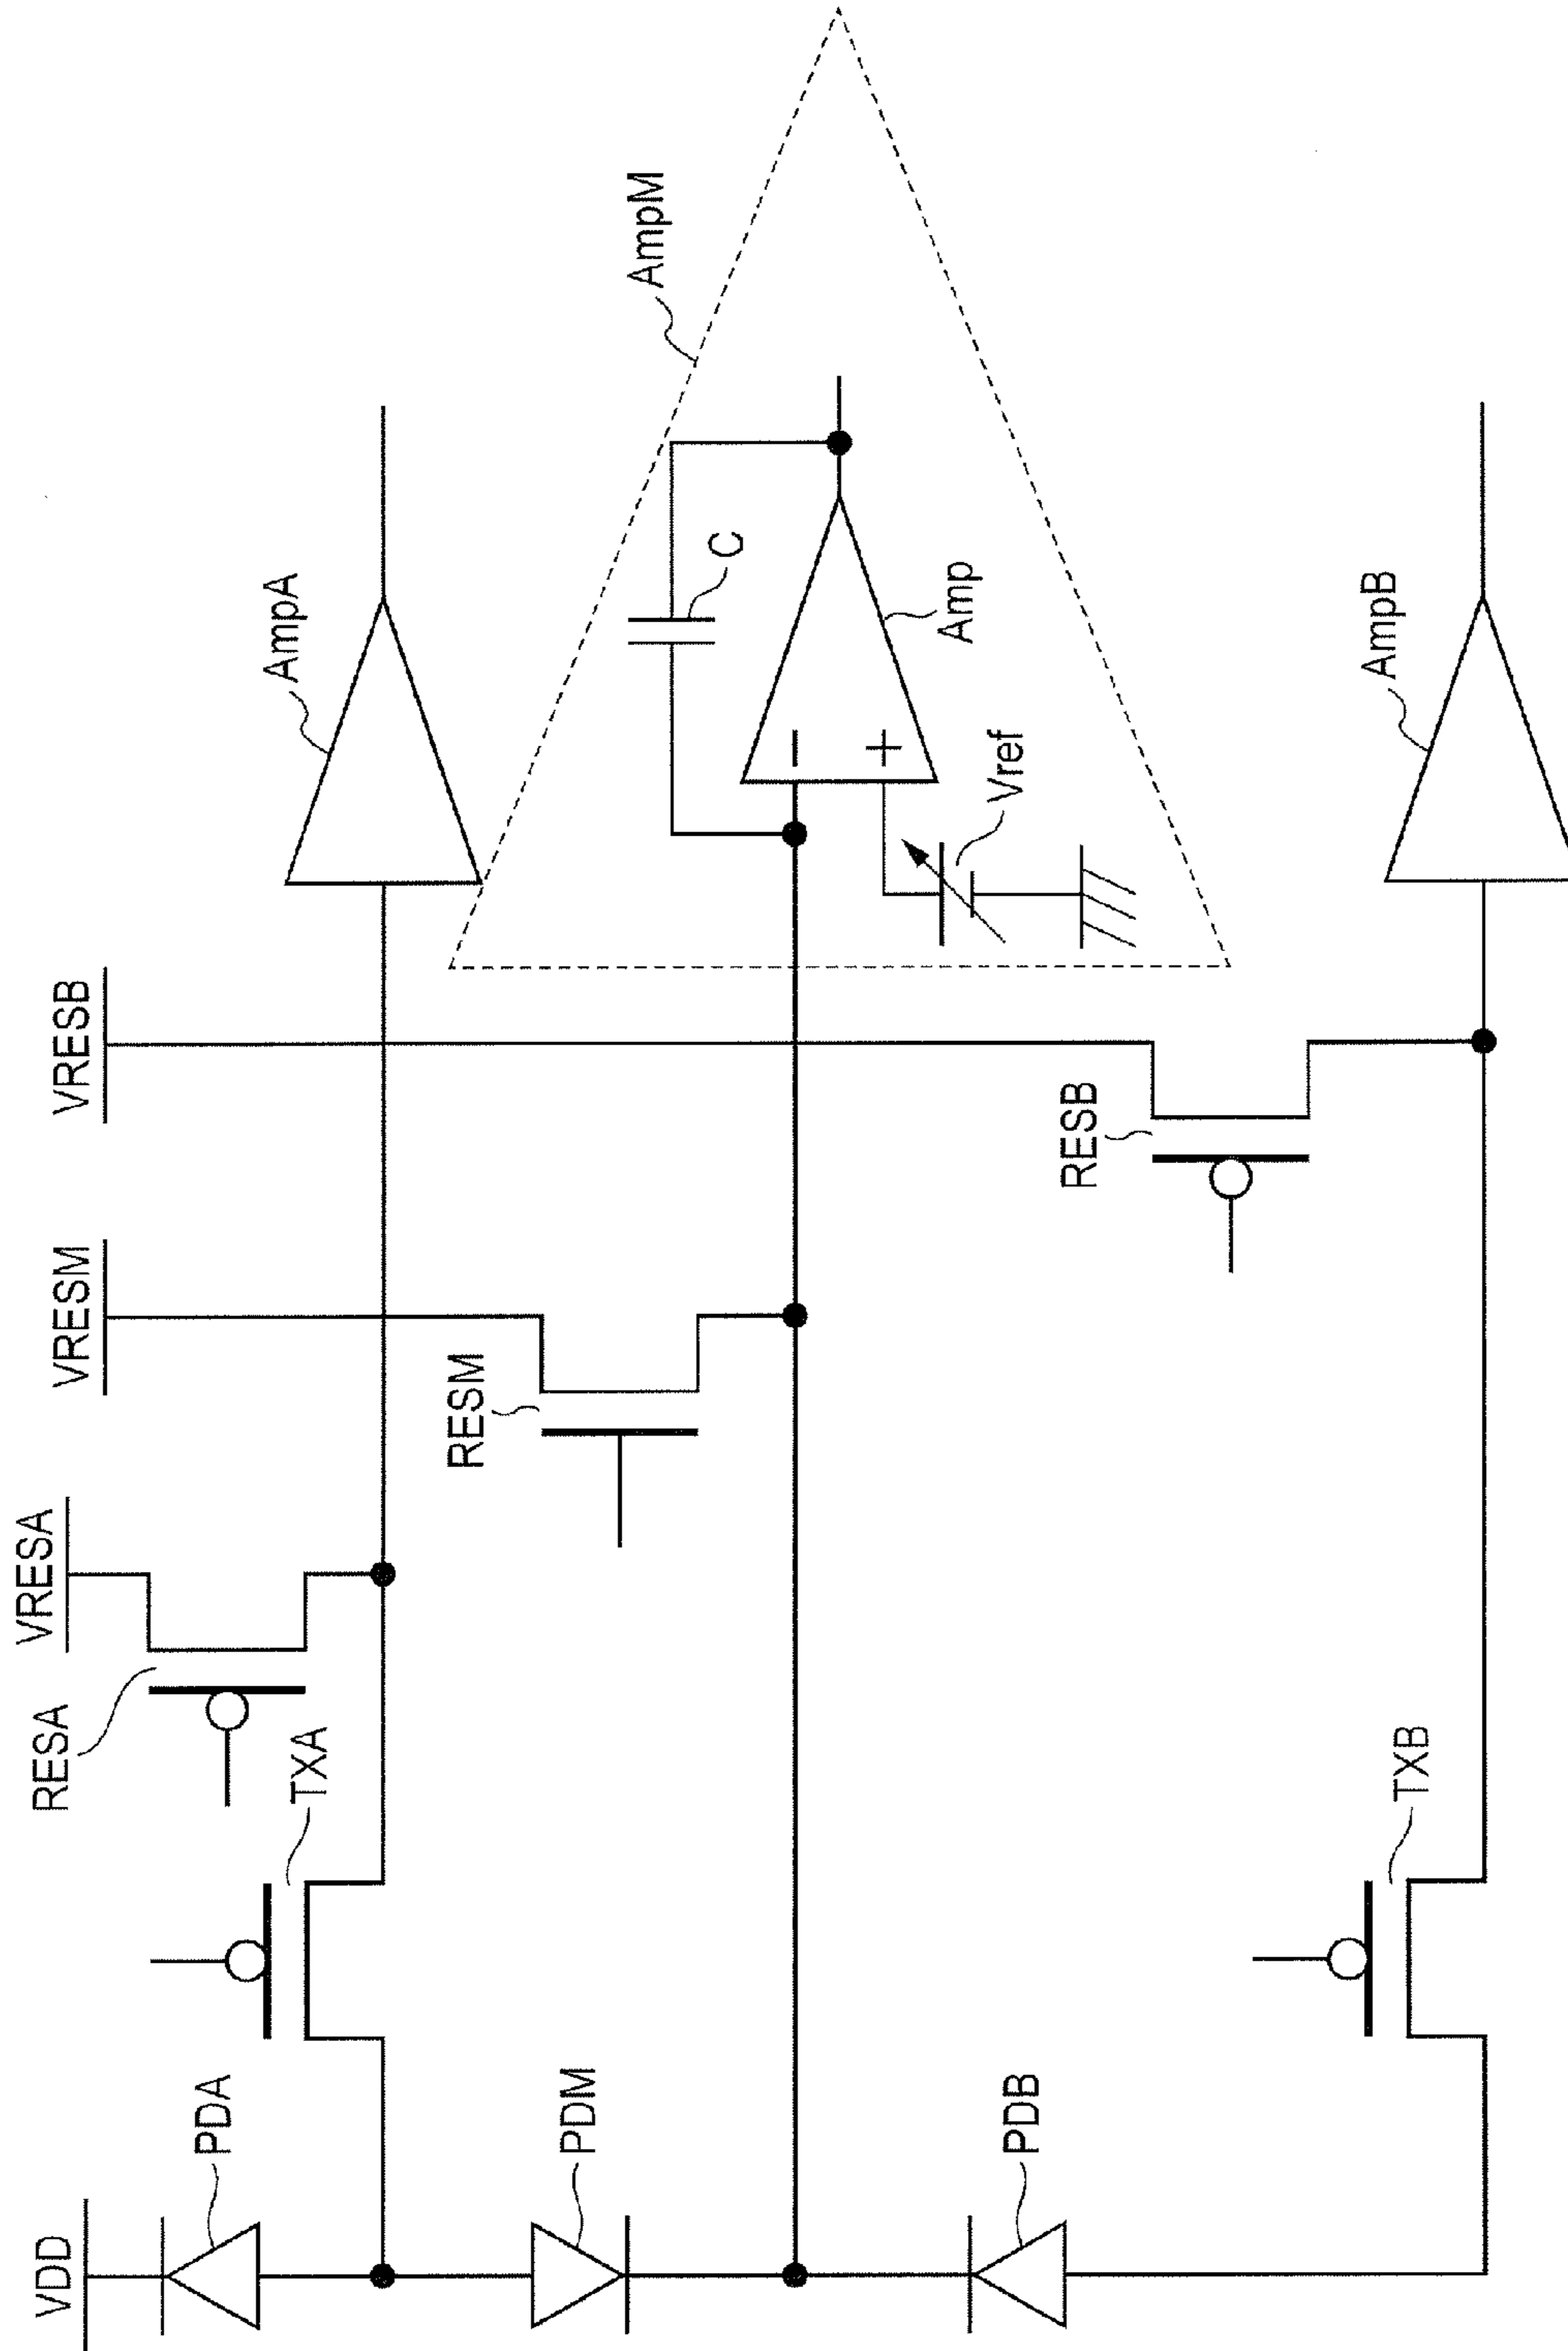 VDD
VRESA
VRESM
VRESB
RESA
PDA
TXA
AmpA
RESM
AmpM
PDM
C
Amp
Vref
RESB
PDB
TXB
AmpB
−
+